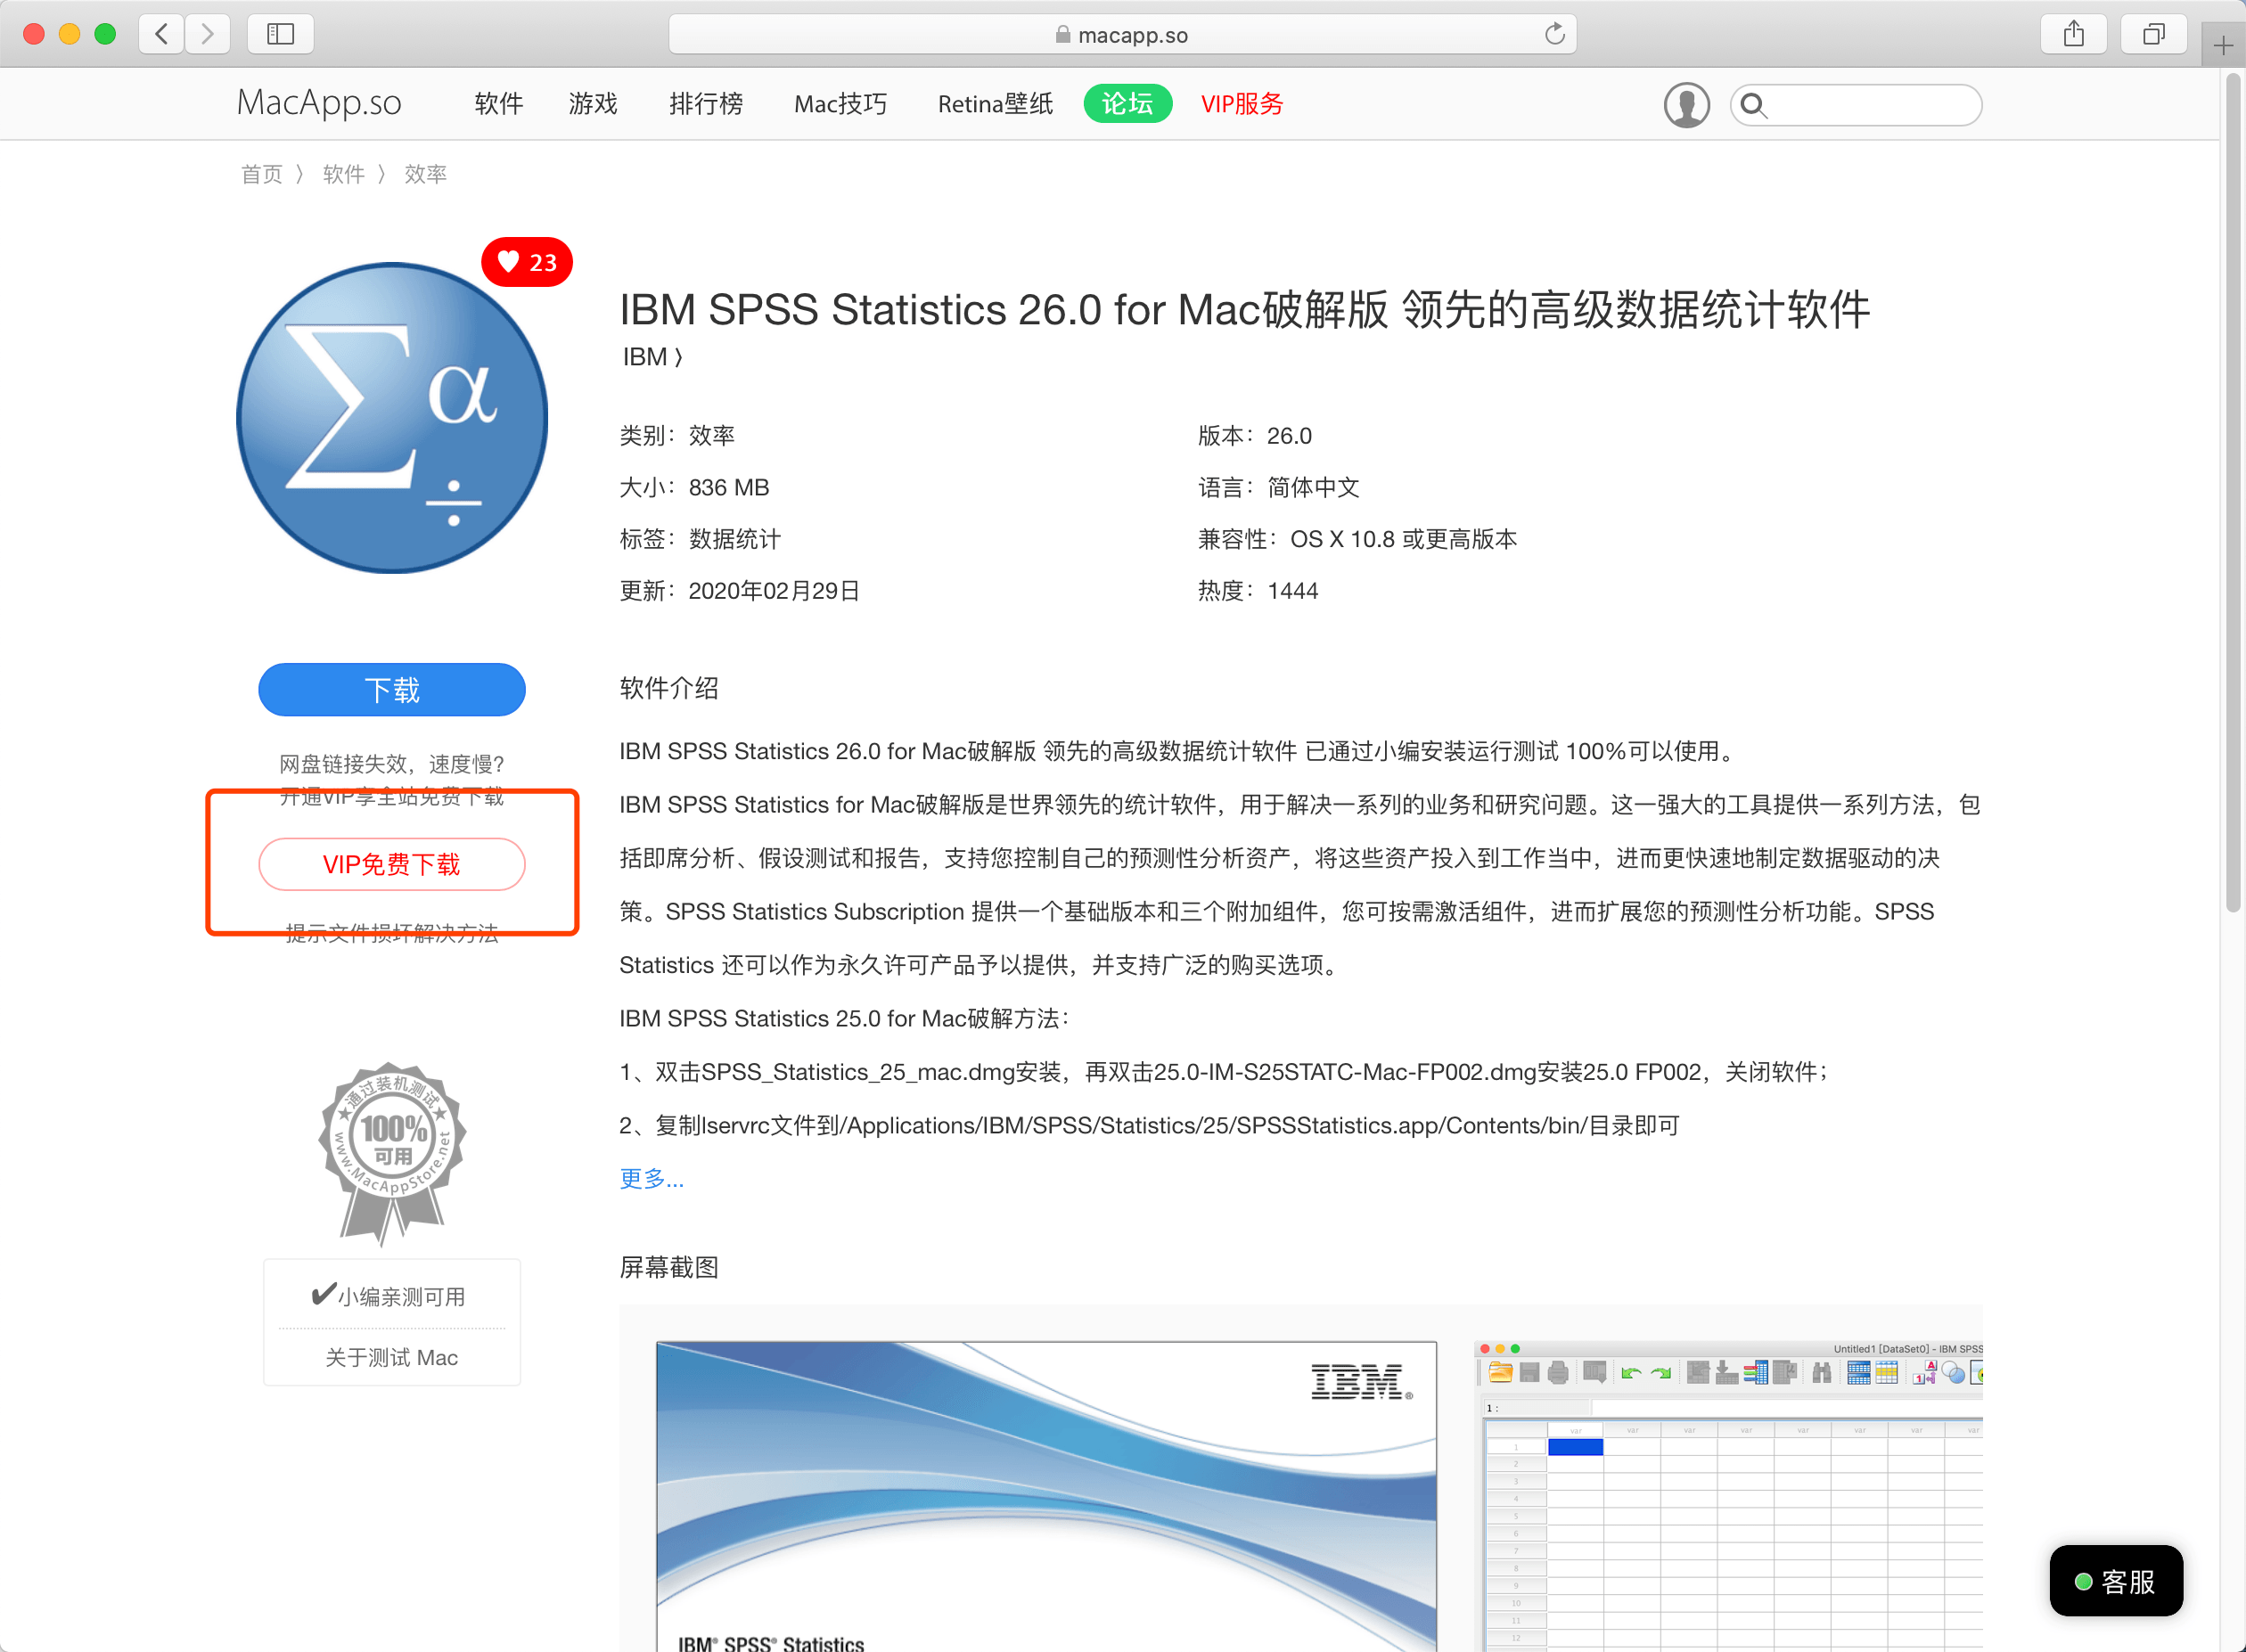 macapp.so
MacApp.so 软件 游戏 排行榜 Mac技巧 Retina壁纸 论坛 VIP服务
首页 〉 软件 〉 效率
23
Σα÷
IBM SPSS Statistics 26.0 for Mac破解版 领先的高级数据统计软件
IBM 〉
类别：效率
版本：26.0
大小：836 MB
语言：简体中文
标签：数据统计
兼容性：OS X 10.8 或更高版本
更新：2020年02月29日
热度：1444
下载
网盘链接失效，速度慢?
开通VIP享全站免费下载
VIP免费下载
提示文件损坏解决方法
通过装机测试
100%
可用
www.MacAppStore.net
✔小编亲测可用
关于测试 Mac
软件介绍
IBM SPSS Statistics 26.0 for Mac破解版 领先的高级数据统计软件 已通过小编安装运行测试 100%可以使用。
IBM SPSS Statistics for Mac破解版是世界领先的统计软件，用于解决一系列的业务和研究问题。这一强大的工具提供一系列方法，包
括即席分析、假设测试和报告，支持您控制自己的预测性分析资产，将这些资产投入到工作当中，进而更快速地制定数据驱动的决
策。SPSS Statistics Subscription 提供一个基础版本和三个附加组件，您可按需激活组件，进而扩展您的预测性分析功能。SPSS
Statistics 还可以作为永久许可产品予以提供，并支持广泛的购买选项。
IBM SPSS Statistics 25.0 for Mac破解方法：
1、双击SPSS_Statistics_25_mac.dmg安装，再双击25.0-IM-S25STATC-Mac-FP002.dmg安装25.0 FP002，关闭软件；
2、复制lservrc文件到/Applications/IBM/SPSS/Statistics/25/SPSSStatistics.app/Contents/bin/目录即可
更多...
屏幕截图
IBM®
IBM® SPSS® Statistics
Untitled1 [DataSet0] - IBM SPSS
1 :
var var var var var var var var
1
2
3
4
5
6
7
8
9
10
11
12
客服